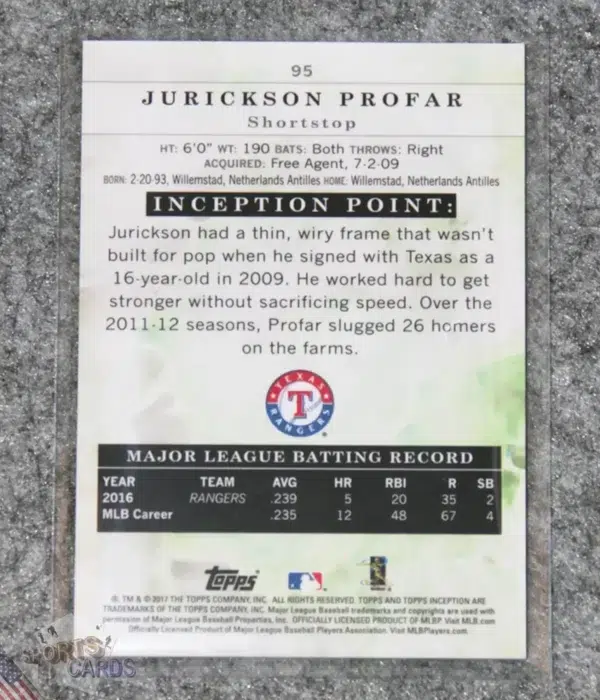 95
JURICKSON PROFAR
Shortstop
HT: 6'0" WT: 190 BATS: Both THROWS: Right
ACQUIRED: Free Agent, 7-2-09
BORN: 2-20-93, Willemstad, Netherlands Antilles HOME: Willemstad, Netherlands Antilles
INCEPTION POINT:
Jurickson had a thin, wiry frame that wasn't
built for pop when he signed with Texas as a
16-year-old in 2009. He worked hard to get
stronger without sacrificing speed. Over the
2011-12 seasons, Profar slugged 26 homers
on the farms.
TEXAS RANGERS T
MAJOR LEAGUE BATTING RECORD
YEAR TEAM AVG HR RBI R SB
2016 RANGERS .239 5 20 35 2
MLB Career .235 12 48 67 4
Topps
®, TM & © 2017 THE TOPPS COMPANY, INC. ALL RIGHTS RESERVED. TOPPS AND TOPPS INCEPTION ARE
TRADEMARKS OF THE TOPPS COMPANY, INC. Major League Baseball trademarks and copyrights are used with
permission of Major League Baseball Properties, Inc. OFFICIALLY LICENSED PRODUCT OF MLBP Visit MLB.com
Officially Licensed Product of Major League Baseball Players Association. Visit MLBPlayers.com.
SPORTS
CARDS